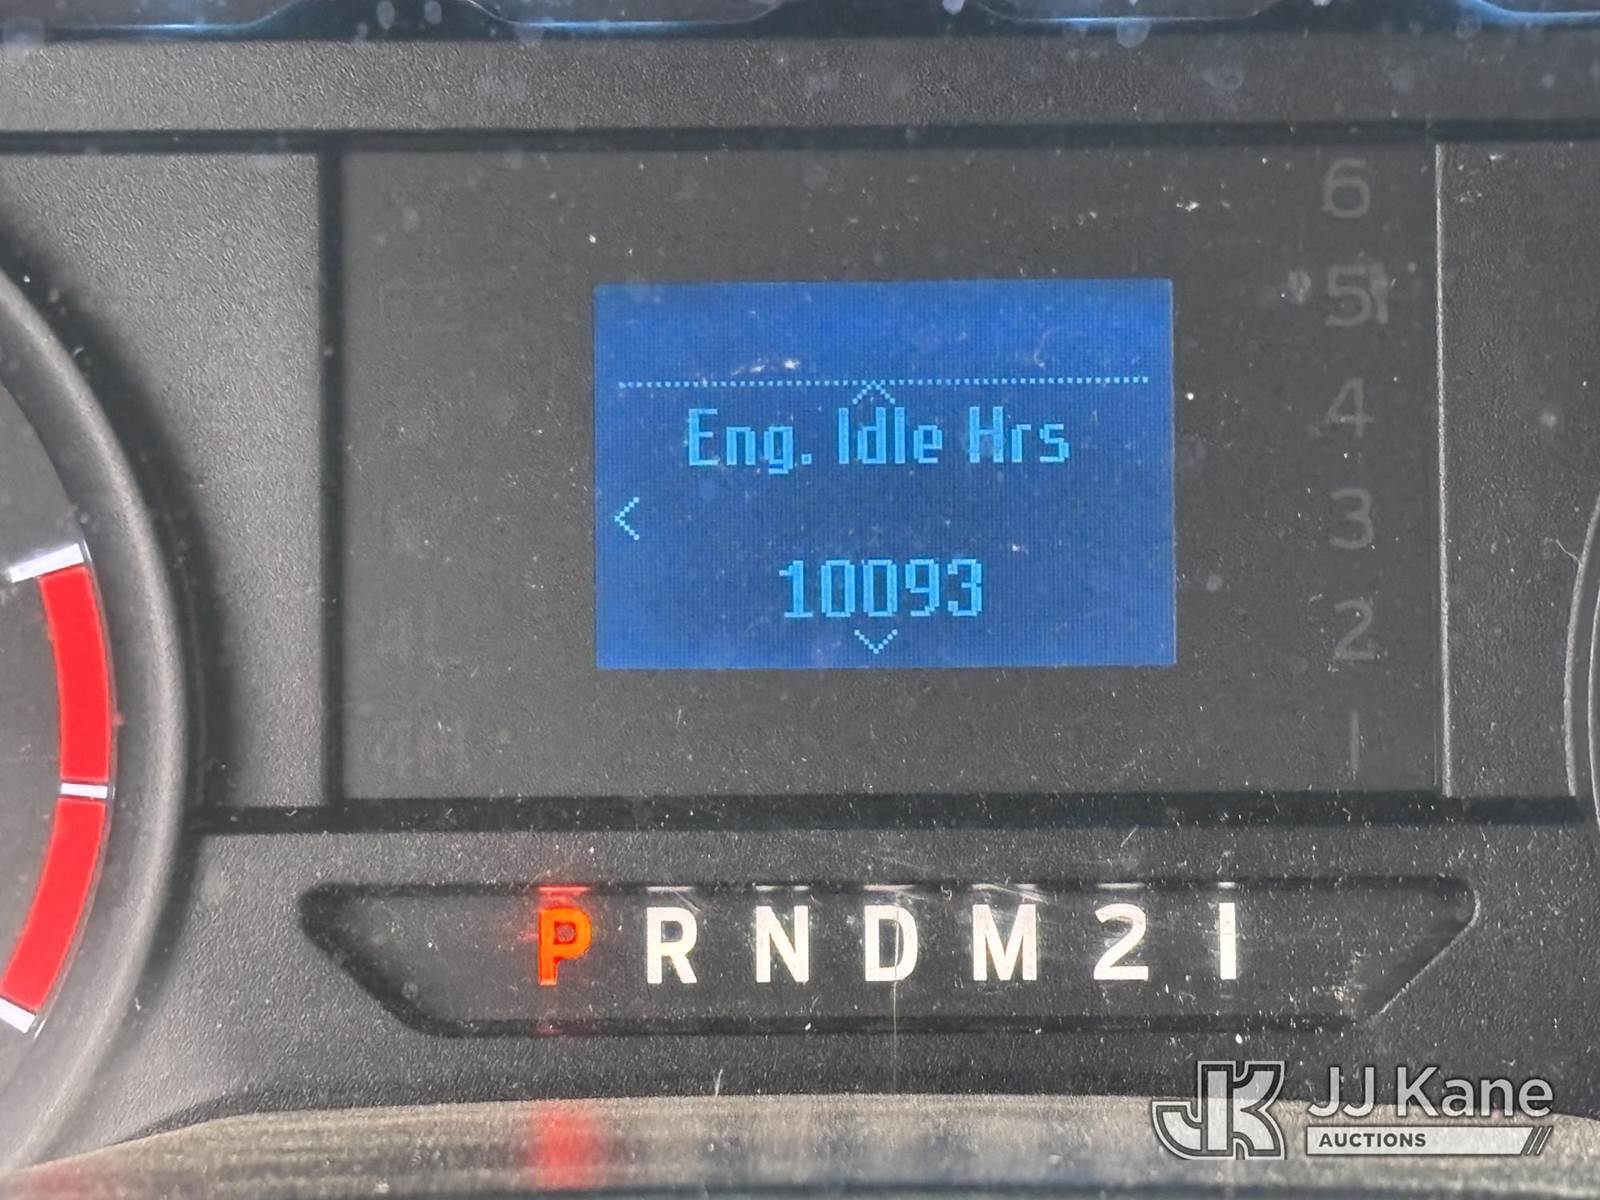 6
5
Eng. Idle Hrs
4
3
10093
2
1
P R N D M 2 1
JJ Kane
AUCTIONS